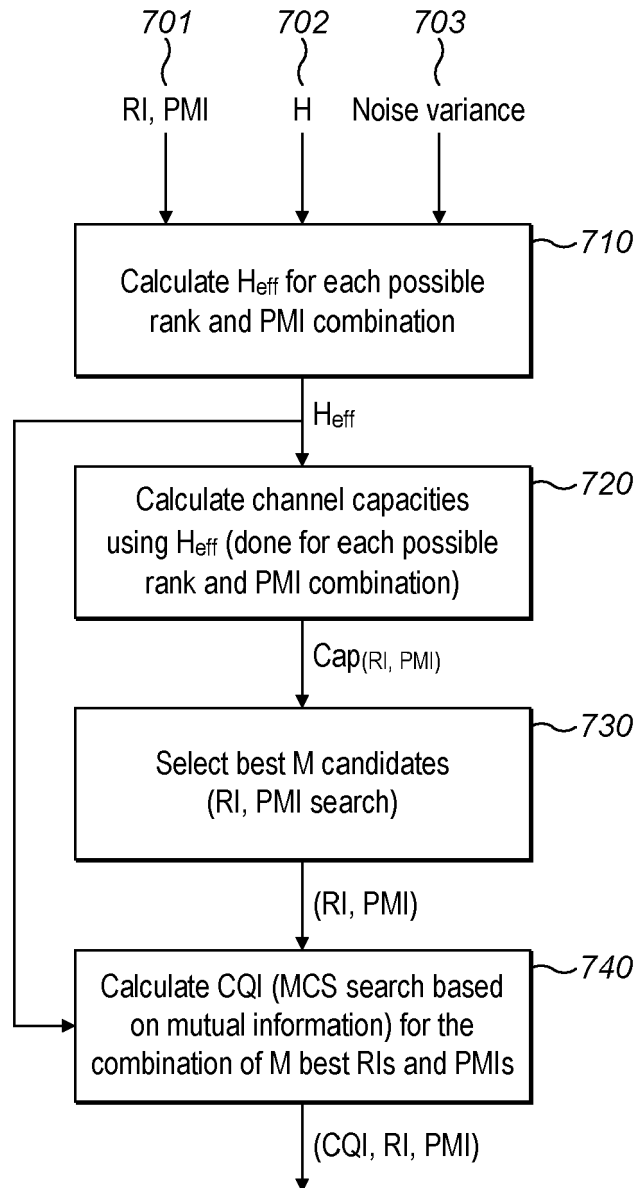 701 702 703
RI, PMI H Noise variance
710
Calculate Heff for each possible
rank and PMI combination
Heff
720
Calculate channel capacities
using Heff (done for each possible
rank and PMI combination)
Cap(RI, PMI)
730
Select best M candidates
(RI, PMI search)
(RI, PMI)
740
Calculate CQI (MCS search based
on mutual information) for the
combination of M best RIs and PMIs
(CQI, RI, PMI)